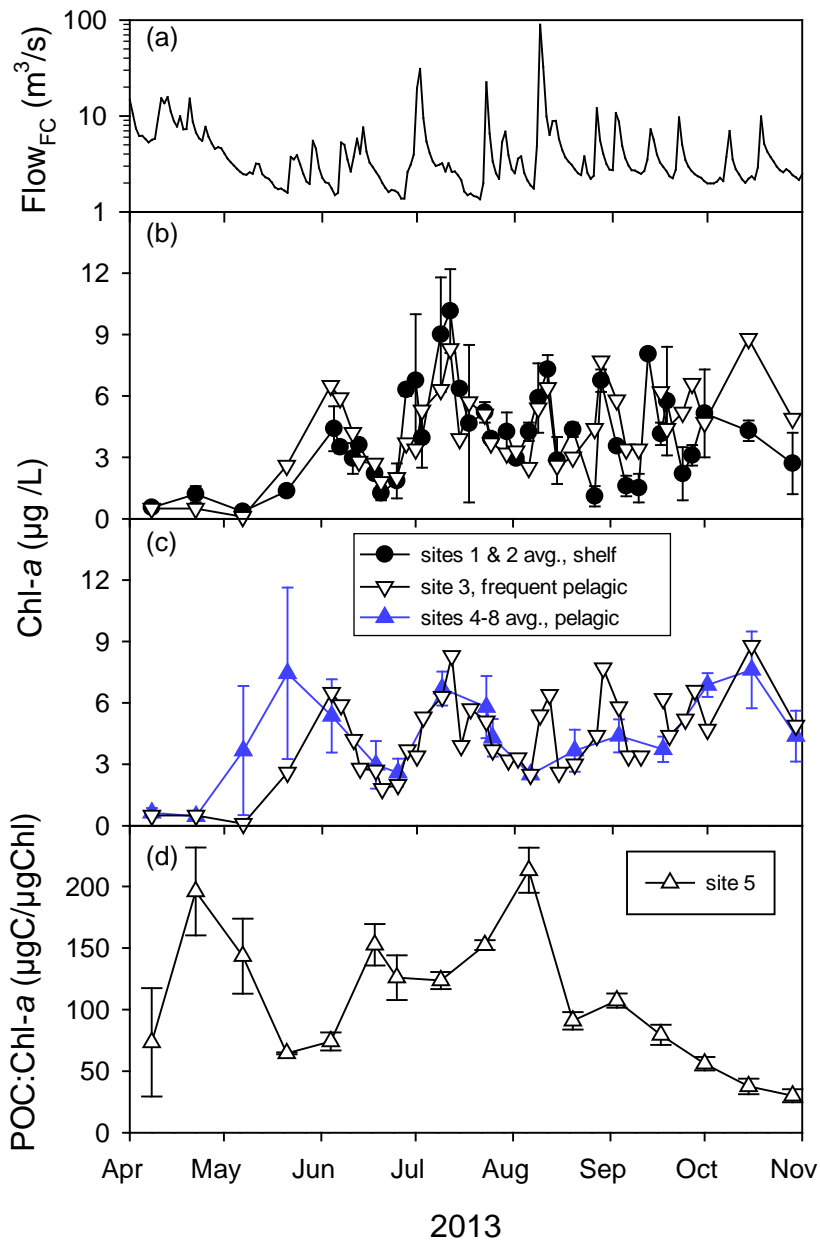 100
10
1
Flow_FC (m³/s)
(a)
(b)
12
9
6
3
0
Chl-a (µg /L)
(c)
sites 1 & 2 avg., shelf
site 3, frequent pelagic
sites 4-8 avg., pelagic
12
9
6
3
0
(d)
site 5
200
150
100
50
0
POC:Chl-a (µgC/µgChl)
Apr May Jun Jul Aug Sep Oct Nov
2013